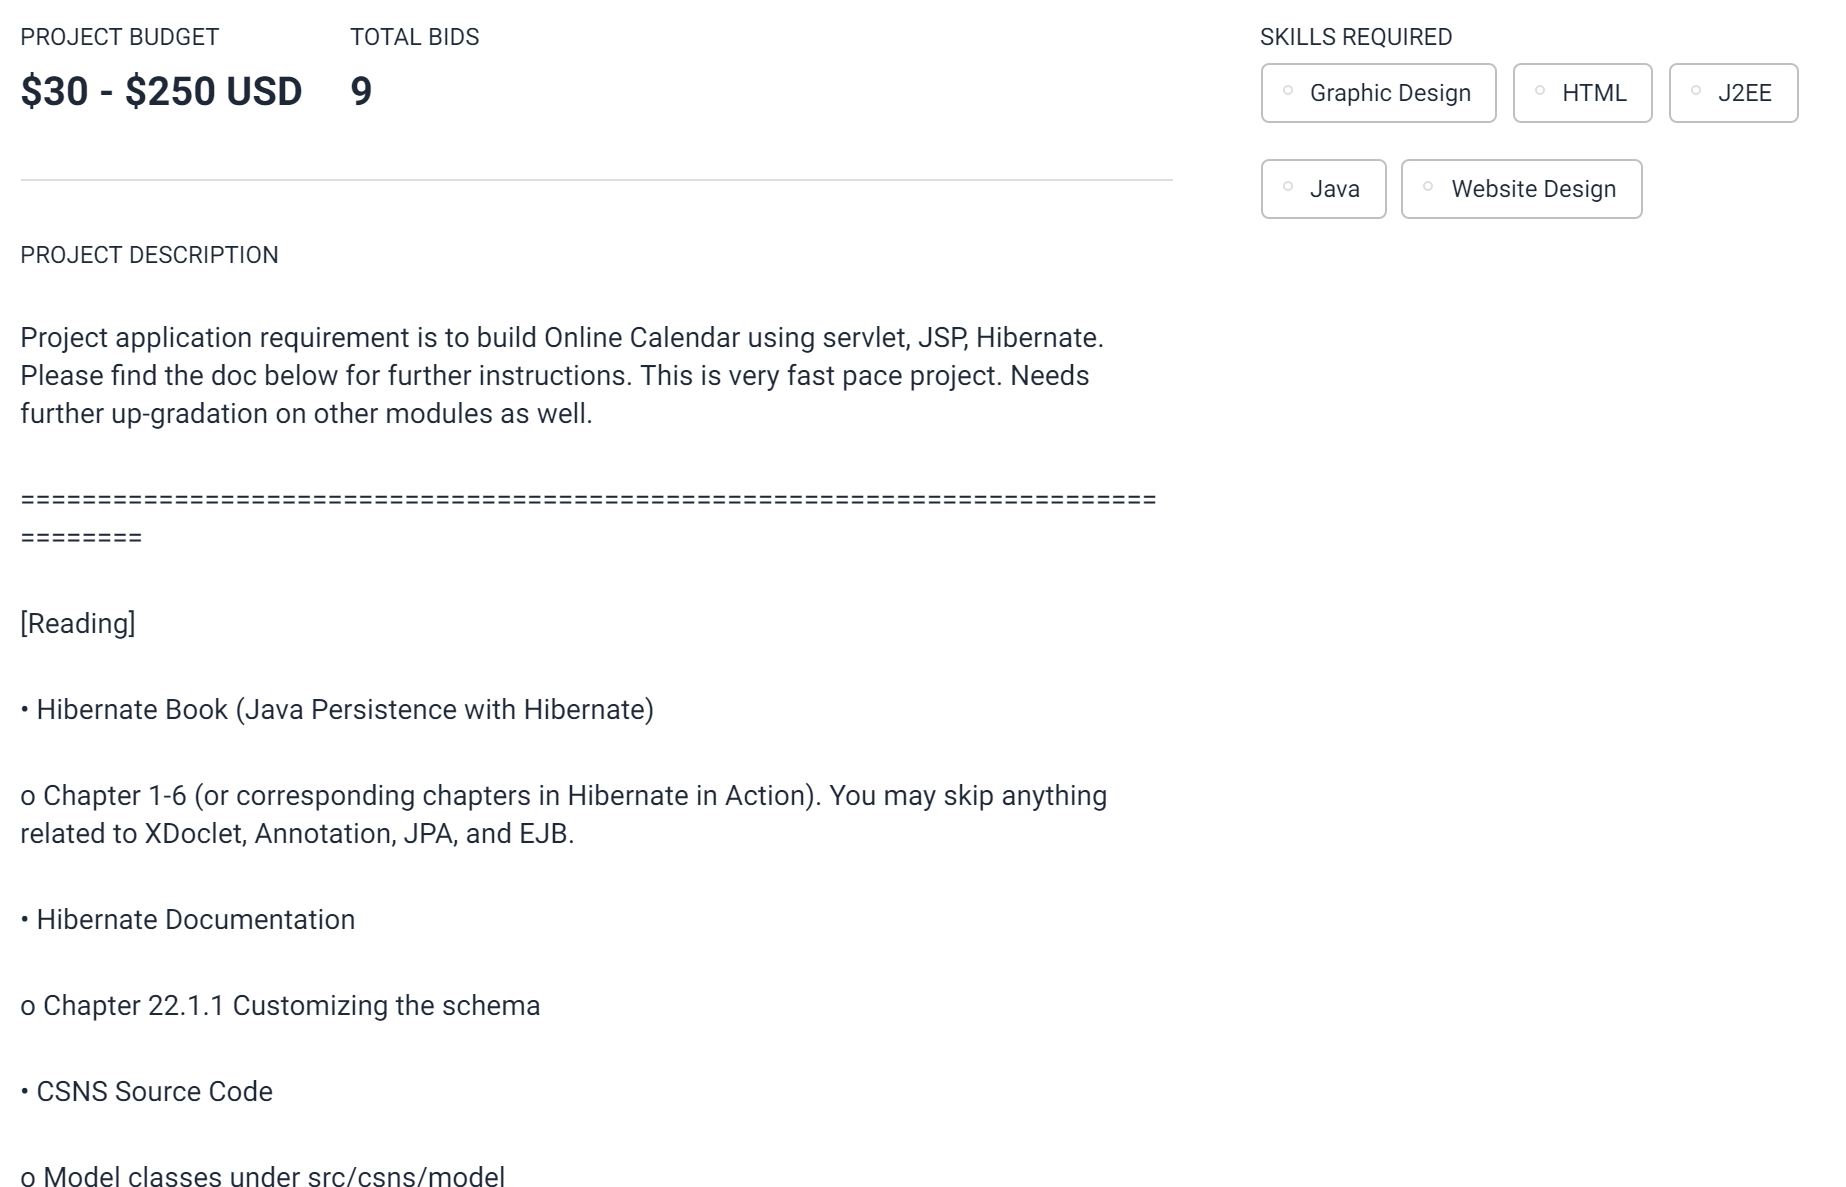 PROJECT BUDGET
$30 - $250 USD
TOTAL BIDS
9
SKILLS REQUIRED
Graphic Design
HTML
J2EE
Java
Website Design
PROJECT DESCRIPTION
Project application requirement is to build Online Calendar using servlet, JSP, Hibernate.
Please find the doc below for further instructions. This is very fast pace project. Needs
further up-gradation on other modules as well.
==========================================================================
========
[Reading]
• Hibernate Book (Java Persistence with Hibernate)
o Chapter 1-6 (or corresponding chapters in Hibernate in Action). You may skip anything
related to XDoclet, Annotation, JPA, and EJB.
• Hibernate Documentation
o Chapter 22.1.1 Customizing the schema
• CSNS Source Code
o Model classes under src/csns/model